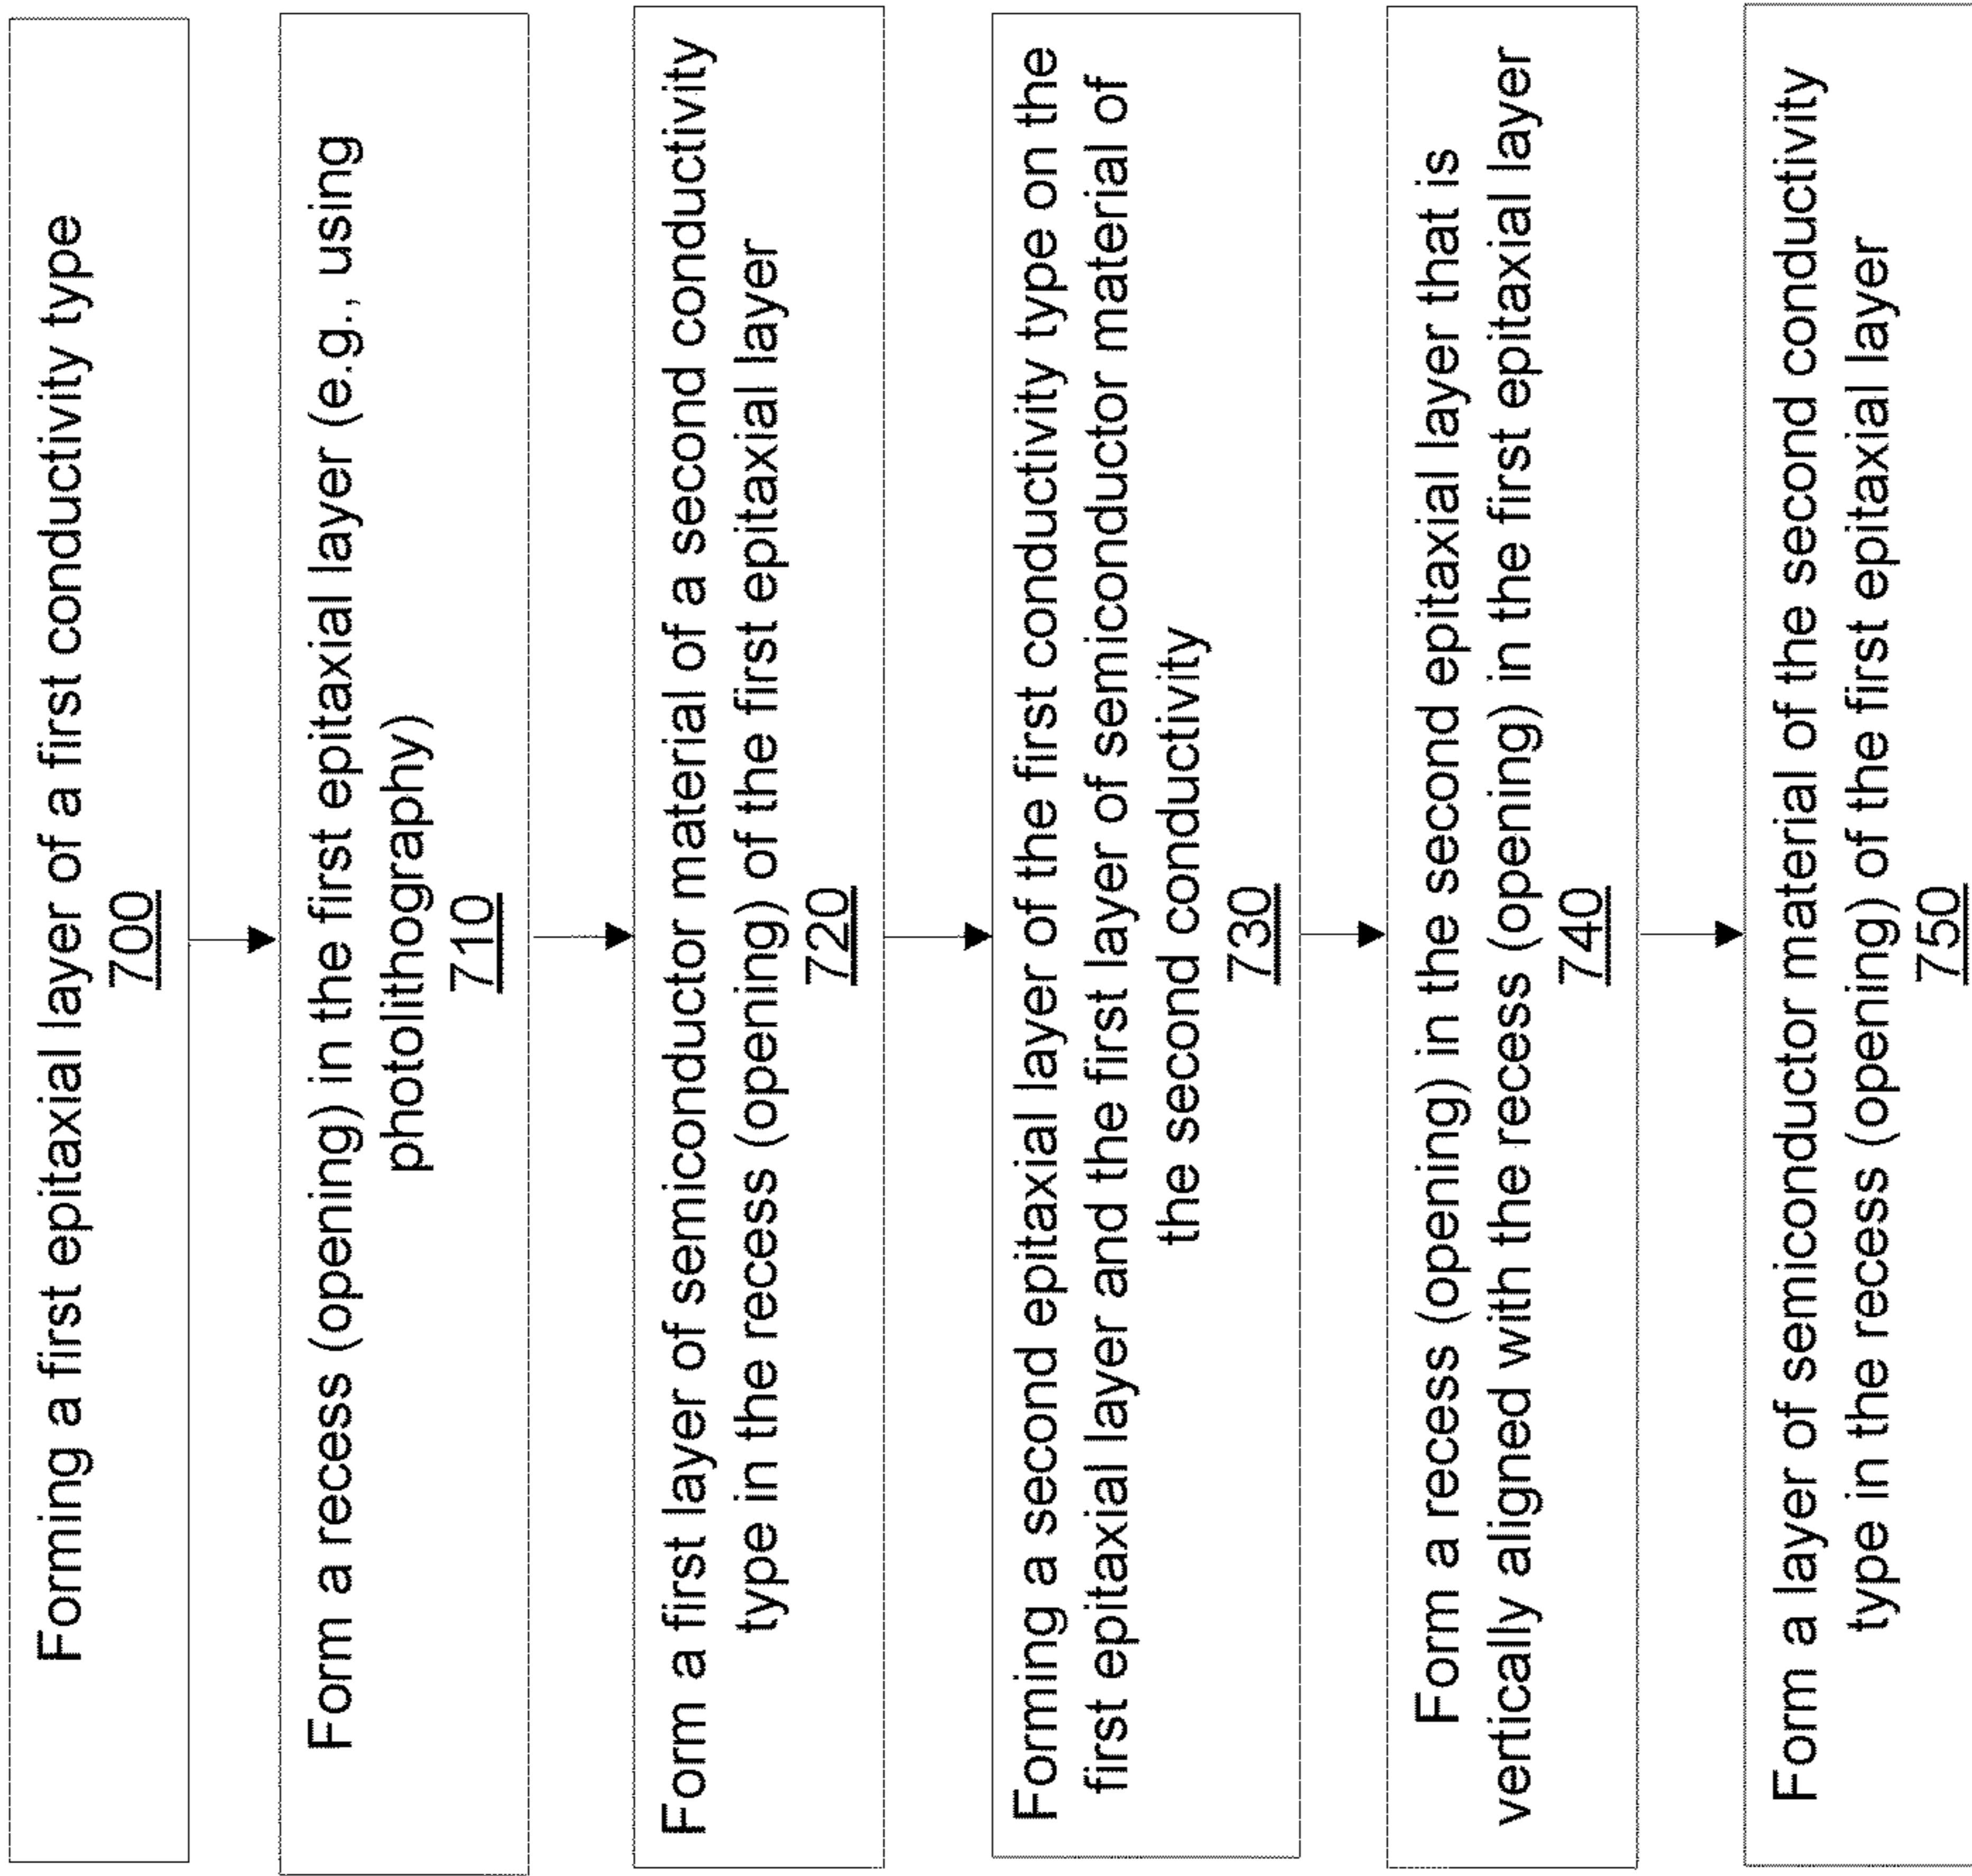 Forming a first epitaxial layer of a first conductivity type
700
Form a recess (opening) in the first epitaxial layer (e.g., using
photolithography)
710
Form a first layer of semiconductor material of a second conductivity
type in the recess (opening) of the first epitaxial layer
720
Forming a second epitaxial layer of the first conductivity type on the
first epitaxial layer and the first layer of semiconductor material of
the second conductivity
730
Form a recess (opening) in the second epitaxial layer that is
vertically aligned with the recess (opening) in the first epitaxial layer
740
Form a layer of semiconductor material of the second conductivity
type in the recess (opening) of the first epitaxial layer
750